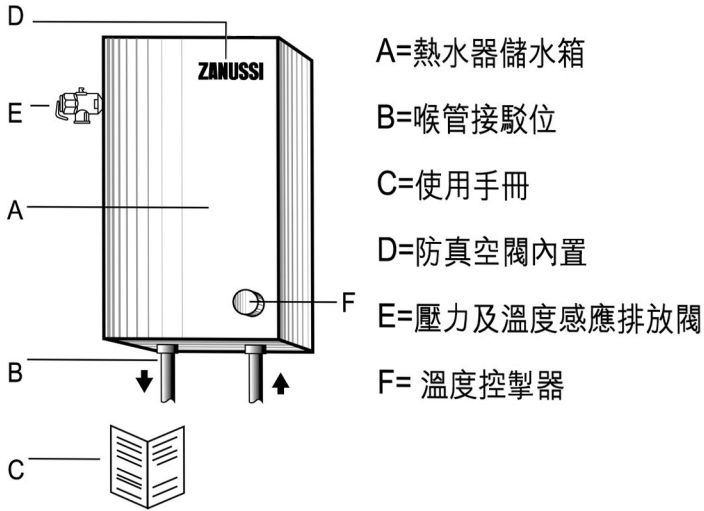 D
ZANUSSI
E
A
F
B
C
A=熱水器儲水箱
B=喉管接駁位
C=使用手冊
D=防真空閥內置
E=壓力及溫度感應排放閥
F= 溫度控掣器